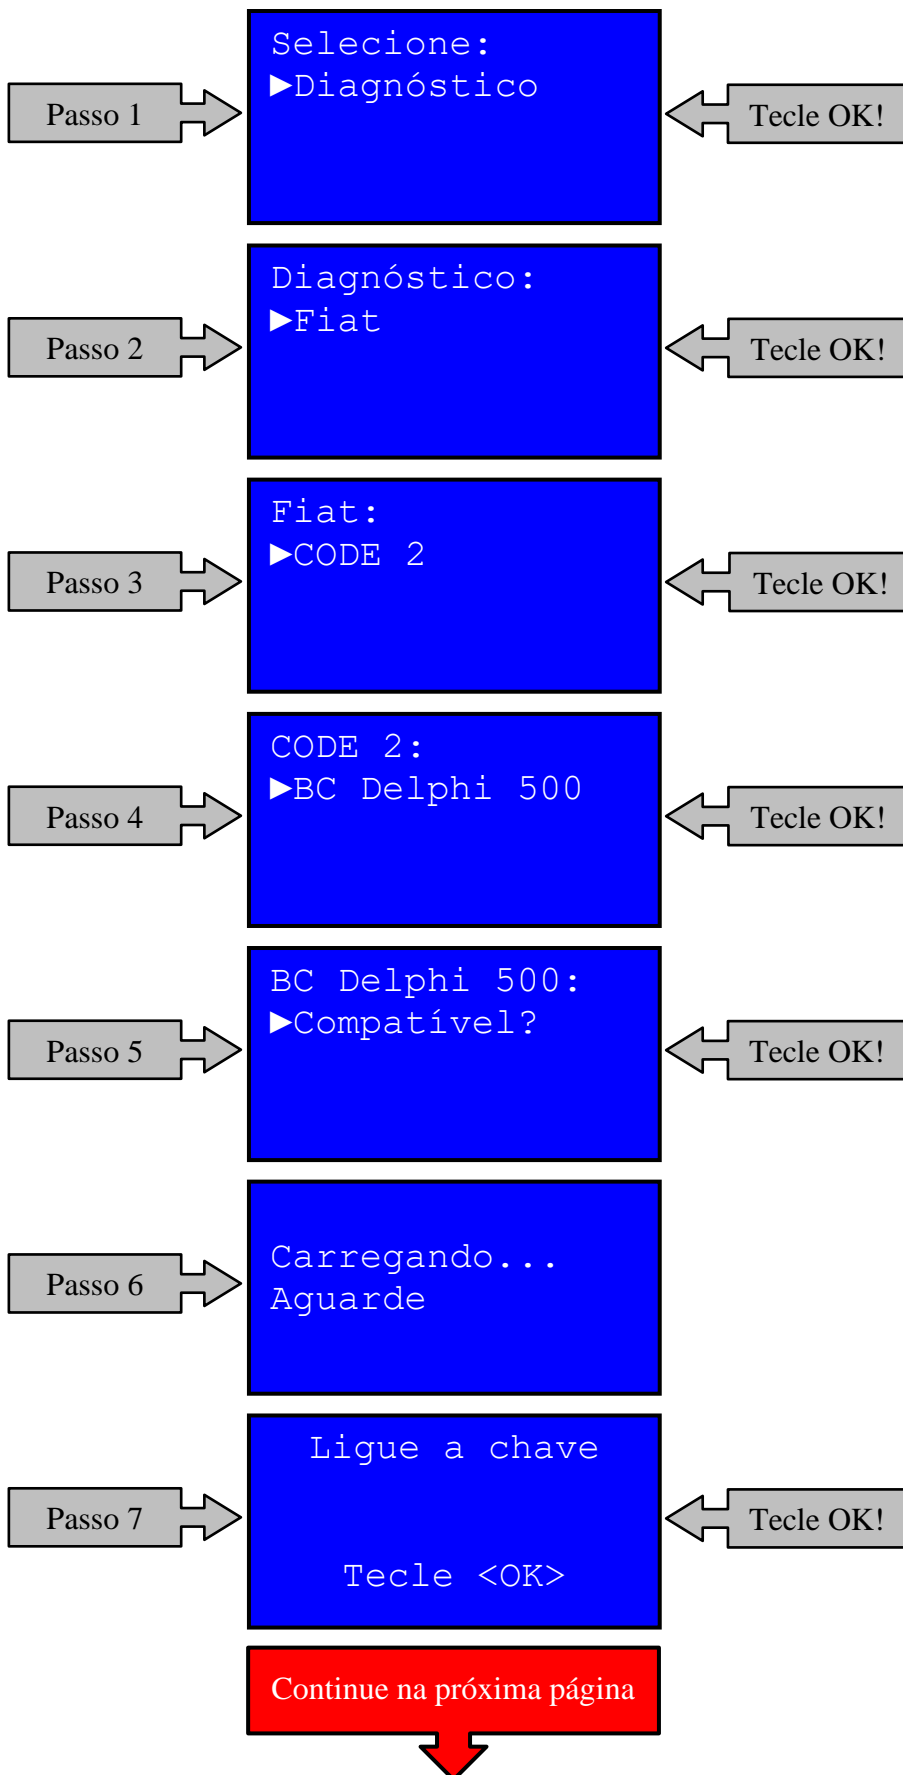 Selecione:
Passo 1
►Diagnóstico
Tecle OK!
Diagnóstico:
Passo 2
►Fiat
Tecle OK!
Fiat:
Passo 3
►CODE 2
Tecle OK!
CODE 2:
Passo 4
►BC Delphi 500
Tecle OK!
BC Delphi 500:
Passo 5
►Compatível?
Tecle OK!
Passo 6
Carregando...
Aguarde
Passo 7
Ligue a chave
Tecle <OK>
Tecle OK!
Continue na próxima página